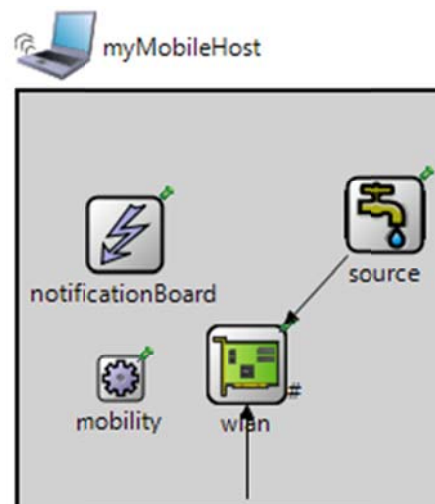 myMobileHost
source
notificationBoard
mobility
wlan
#